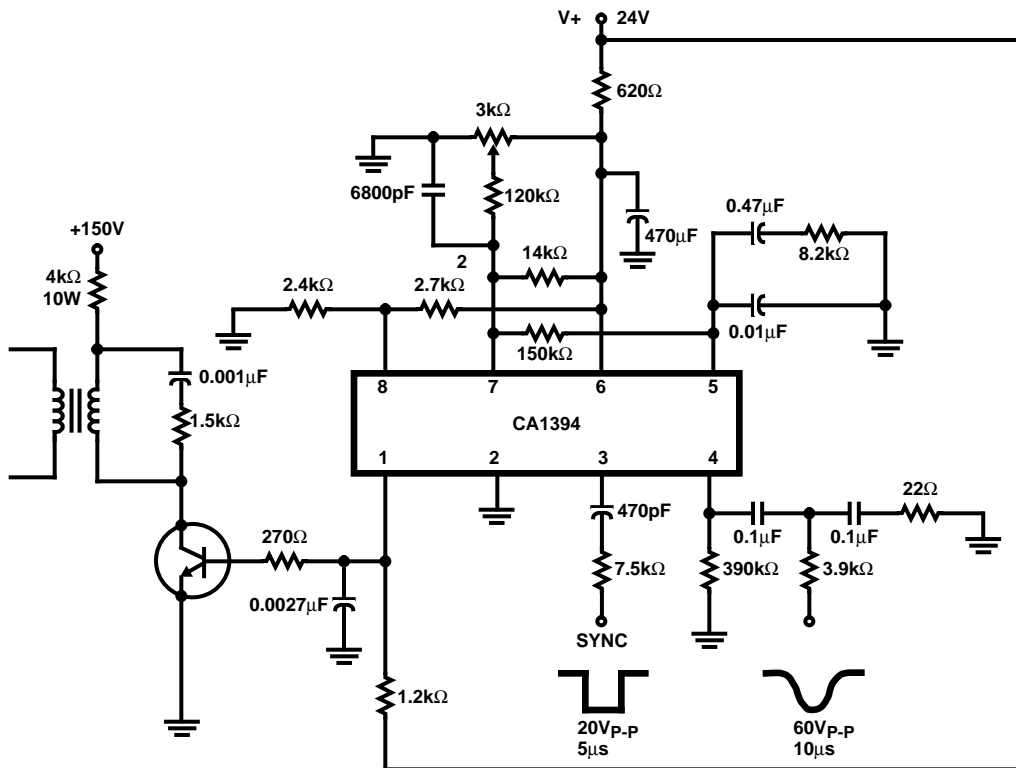 V+ 24V
620Ω
3kΩ
6800pF
120kΩ
470μF
0.47μF
8.2kΩ
+150V
4kΩ
10W
2
14kΩ
2.4kΩ
2.7kΩ
0.01μF
150kΩ
0.001μF
1.5kΩ
8 7 6 5
CA1394
1 2 3 4
470pF
22Ω
0.1μF
0.1μF
270Ω
7.5kΩ
390kΩ
3.9kΩ
0.0027μF
SYNC
1.2kΩ
20VP-P
5μs
60VP-P
10μs